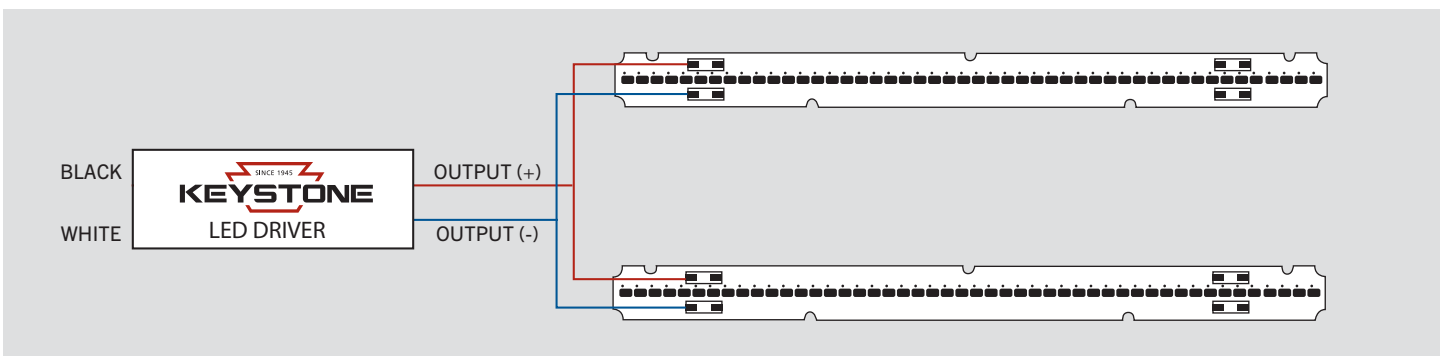 BLACK
SINCE 1945
KEYSTONE
LED DRIVER
WHITE
OUTPUT (+)
OUTPUT (-)